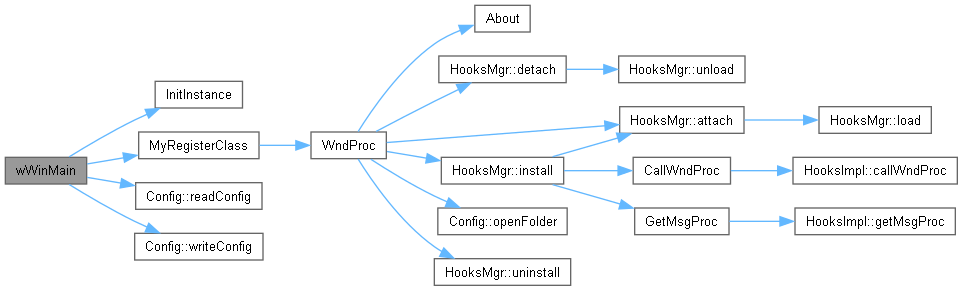 wWinMain
InitInstance
MyRegisterClass
Config::readConfig
Config::writeConfig
WndProc
About
HooksMgr::detach
HooksMgr::unload
HooksMgr::attach
HooksMgr::load
HooksMgr::install
CallWndProc
HooksImpl::callWndProc
GetMsgProc
HooksImpl::getMsgProc
Config::openFolder
HooksMgr::uninstall